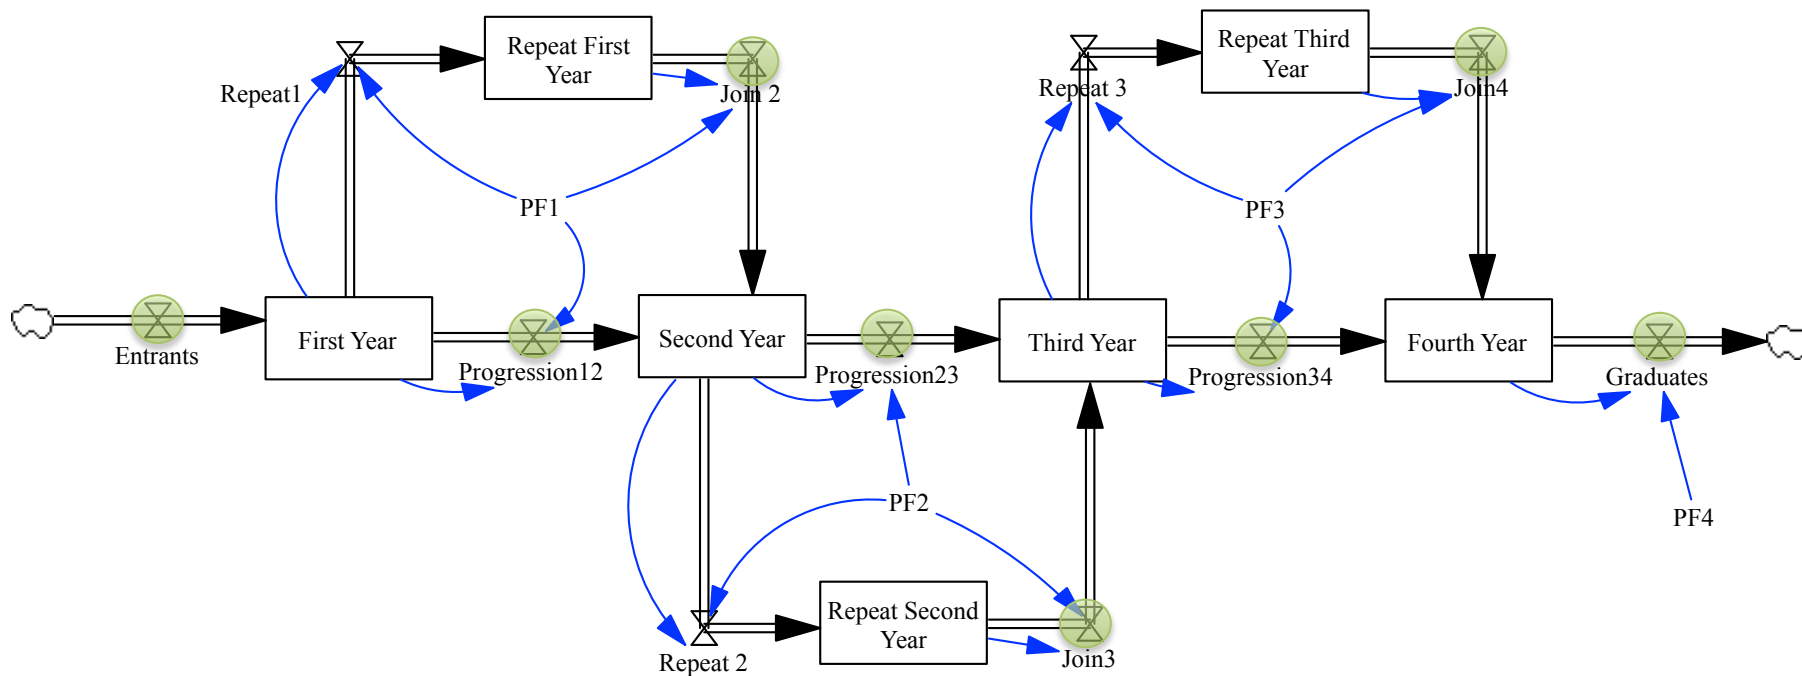 Repeat First
Year
Repeat Third
Year
Repeat1
Join 2
Repeat 3
Join4
PF1
PF3
Entrants
First Year
Progression12
Second Year
Progression23
Third Year
Progression34
Fourth Year
Graduates
PF2
PF4
Repeat Second
Year
Repeat 2
Join3